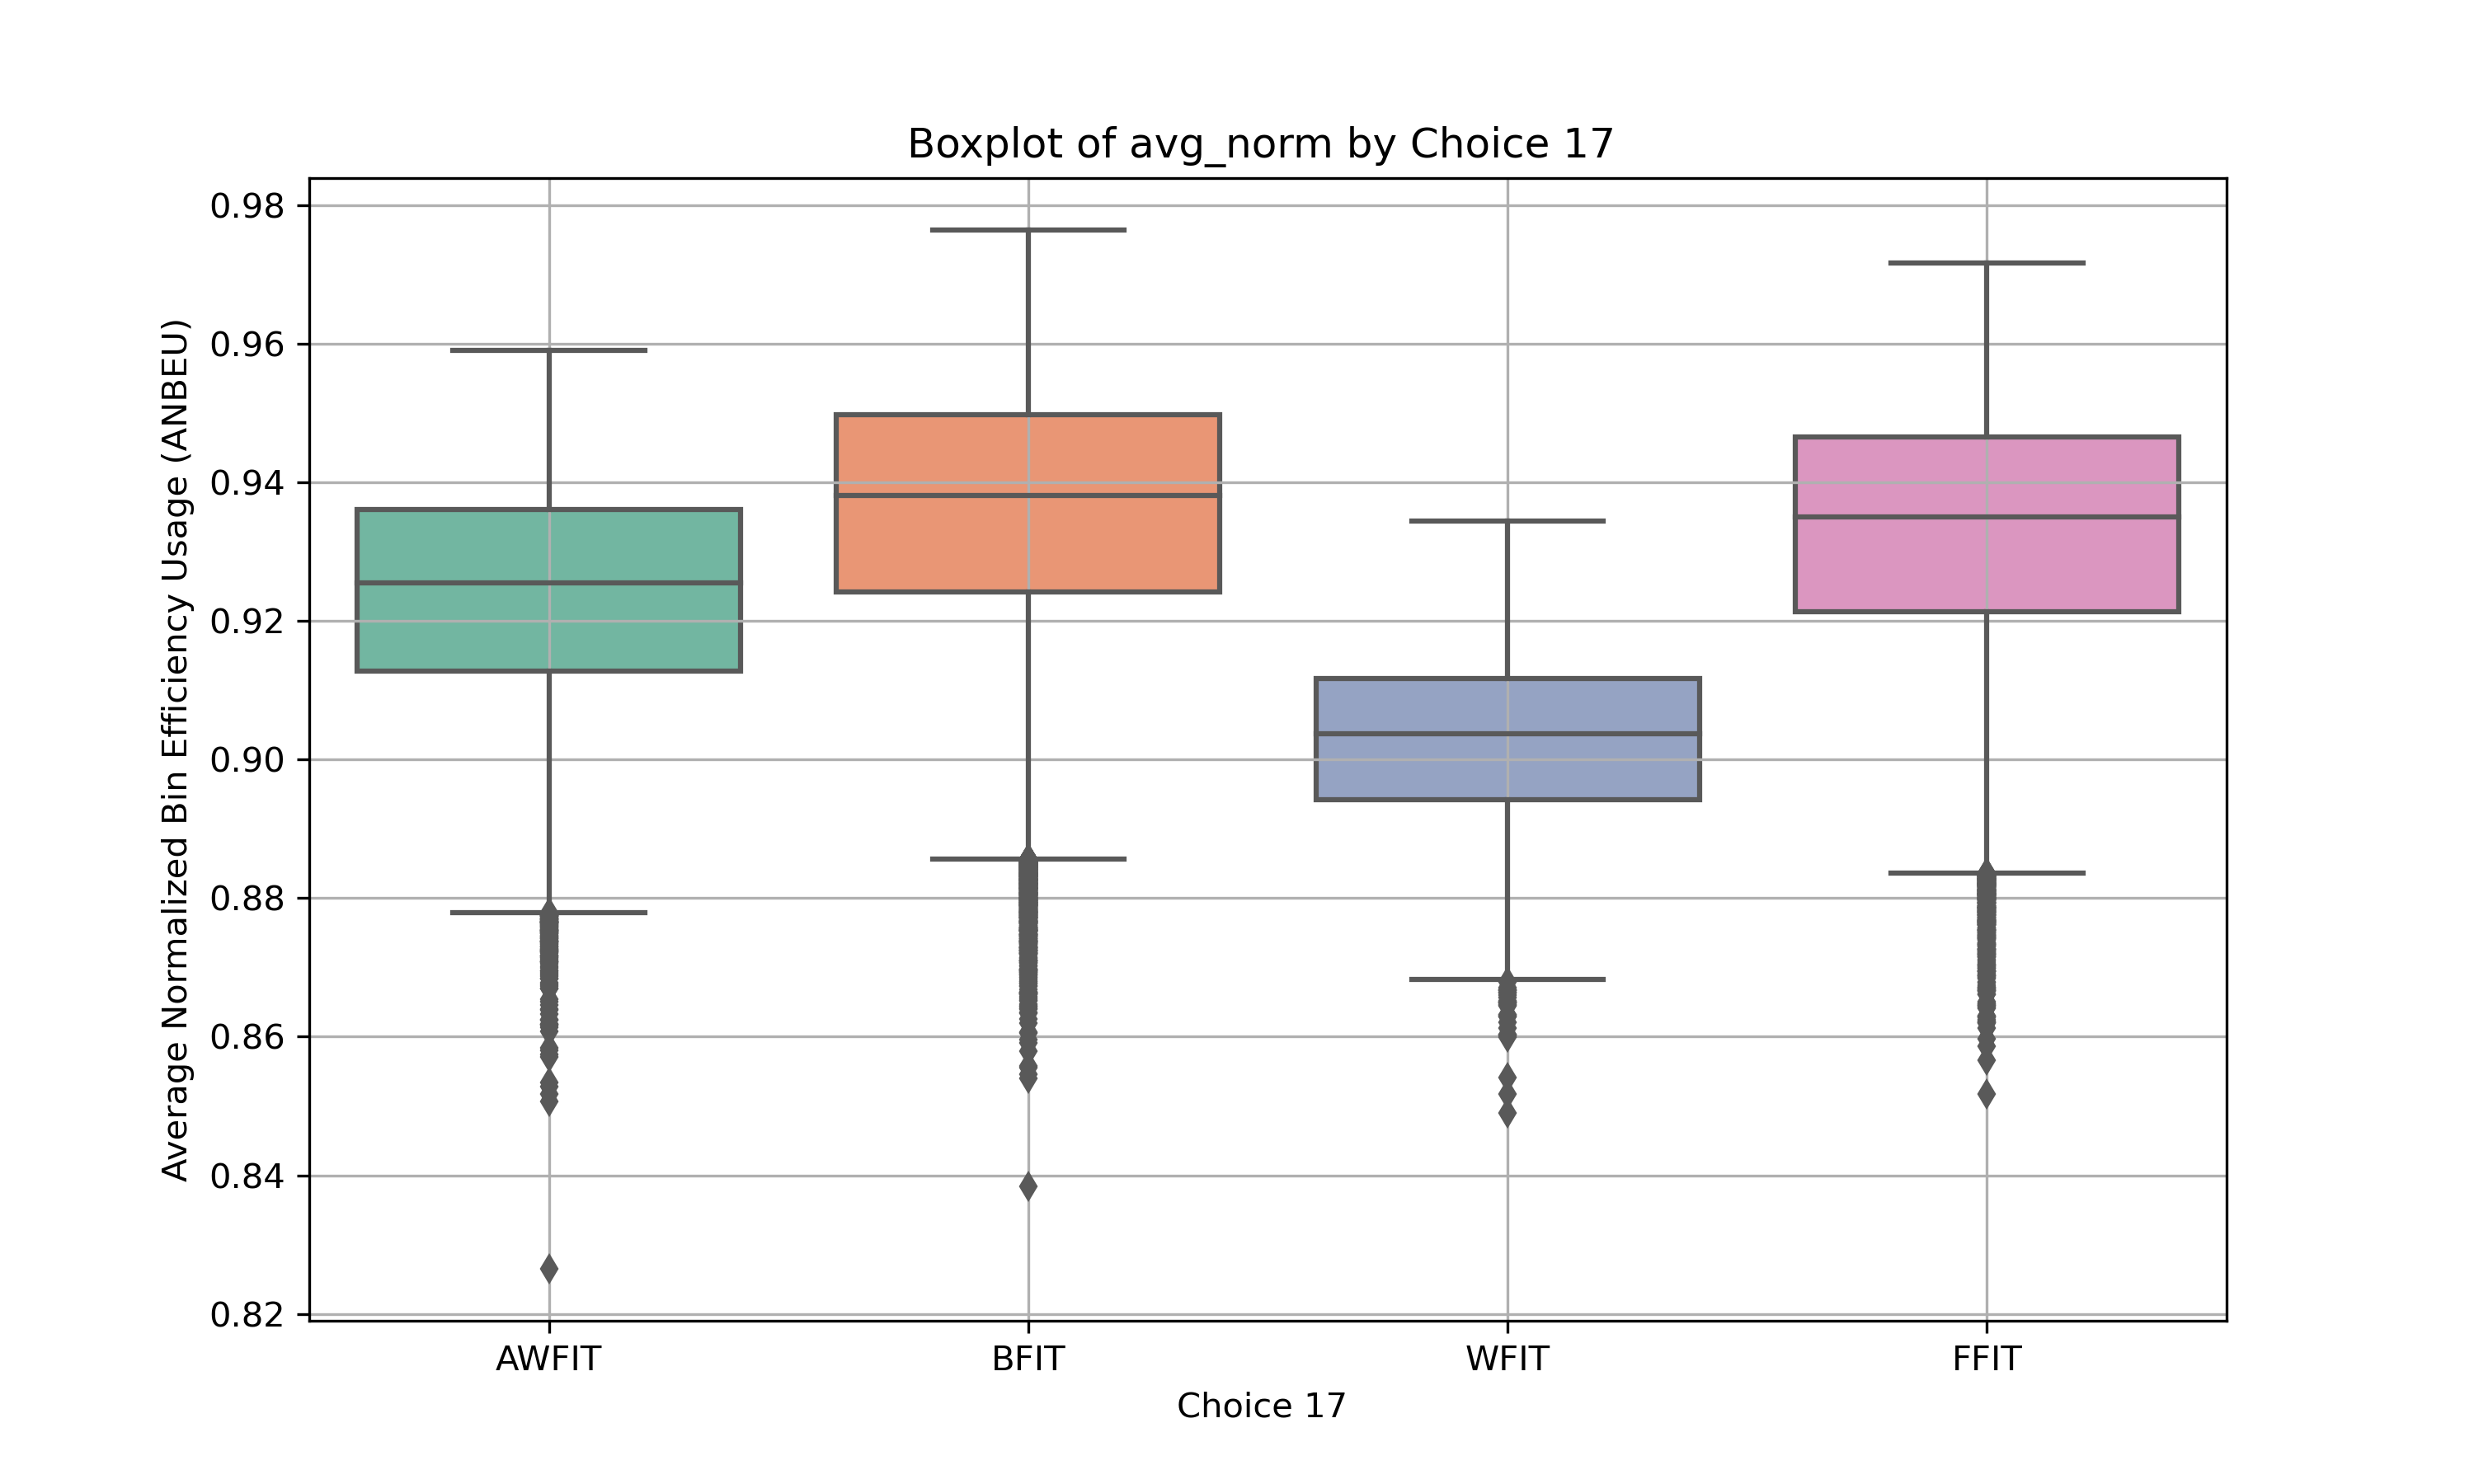 Boxplot of avg_norm by Choice 17
Average Normalized Bin Efficiency Usage (ANBEU)
0.98
0.96
0.94
0.92
0.90
0.88
0.86
0.84
0.82
AWFIT BFIT WFIT FFIT
Choice 17